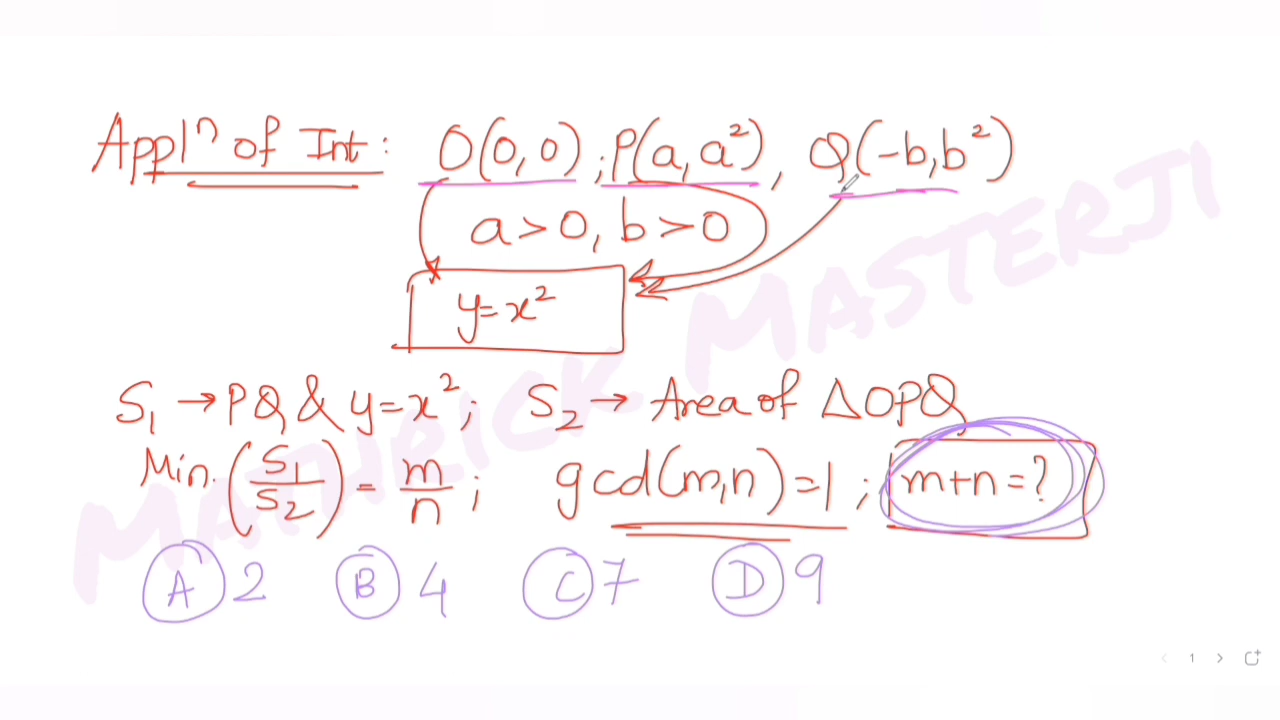 Appl^n of Int: O(0,0); P(a,a²), Q(-b,b²)
a>0, b>0
y=x²
S₁ → PQ & y=x²; S₂ → Area of ΔOPQ
Min. (S₁/S₂) = m/n; gcd(m,n)=1; m+n=?
(A) 2 (B) 4 (C) 7 (D) 9
MATHRICK MASTERJI
1